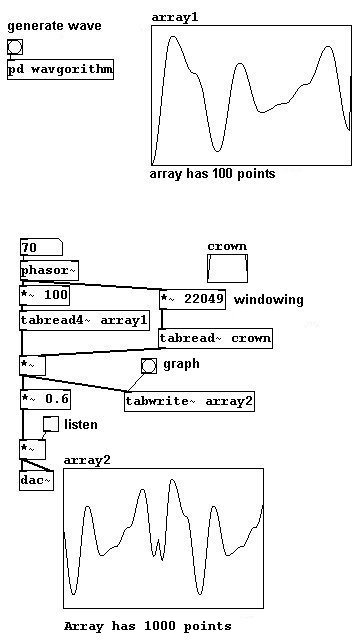 generate wave
pd wavgorithm
array1
array has 100 points
70
phasor~
*~ 100
tabread4~ array1
crown
*~ 22049
windowing
tabread~ crown
*~
graph
*~ 0.6
tabwrite~ array2
listen
*~
dac~
array2
Array has 1000 points